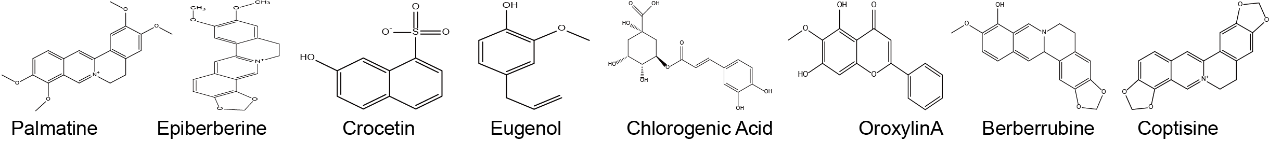 Palmatine Epiberberine Crocetin Eugenol Chlorogenic Acid OroxylinA Berberrubine Coptisine